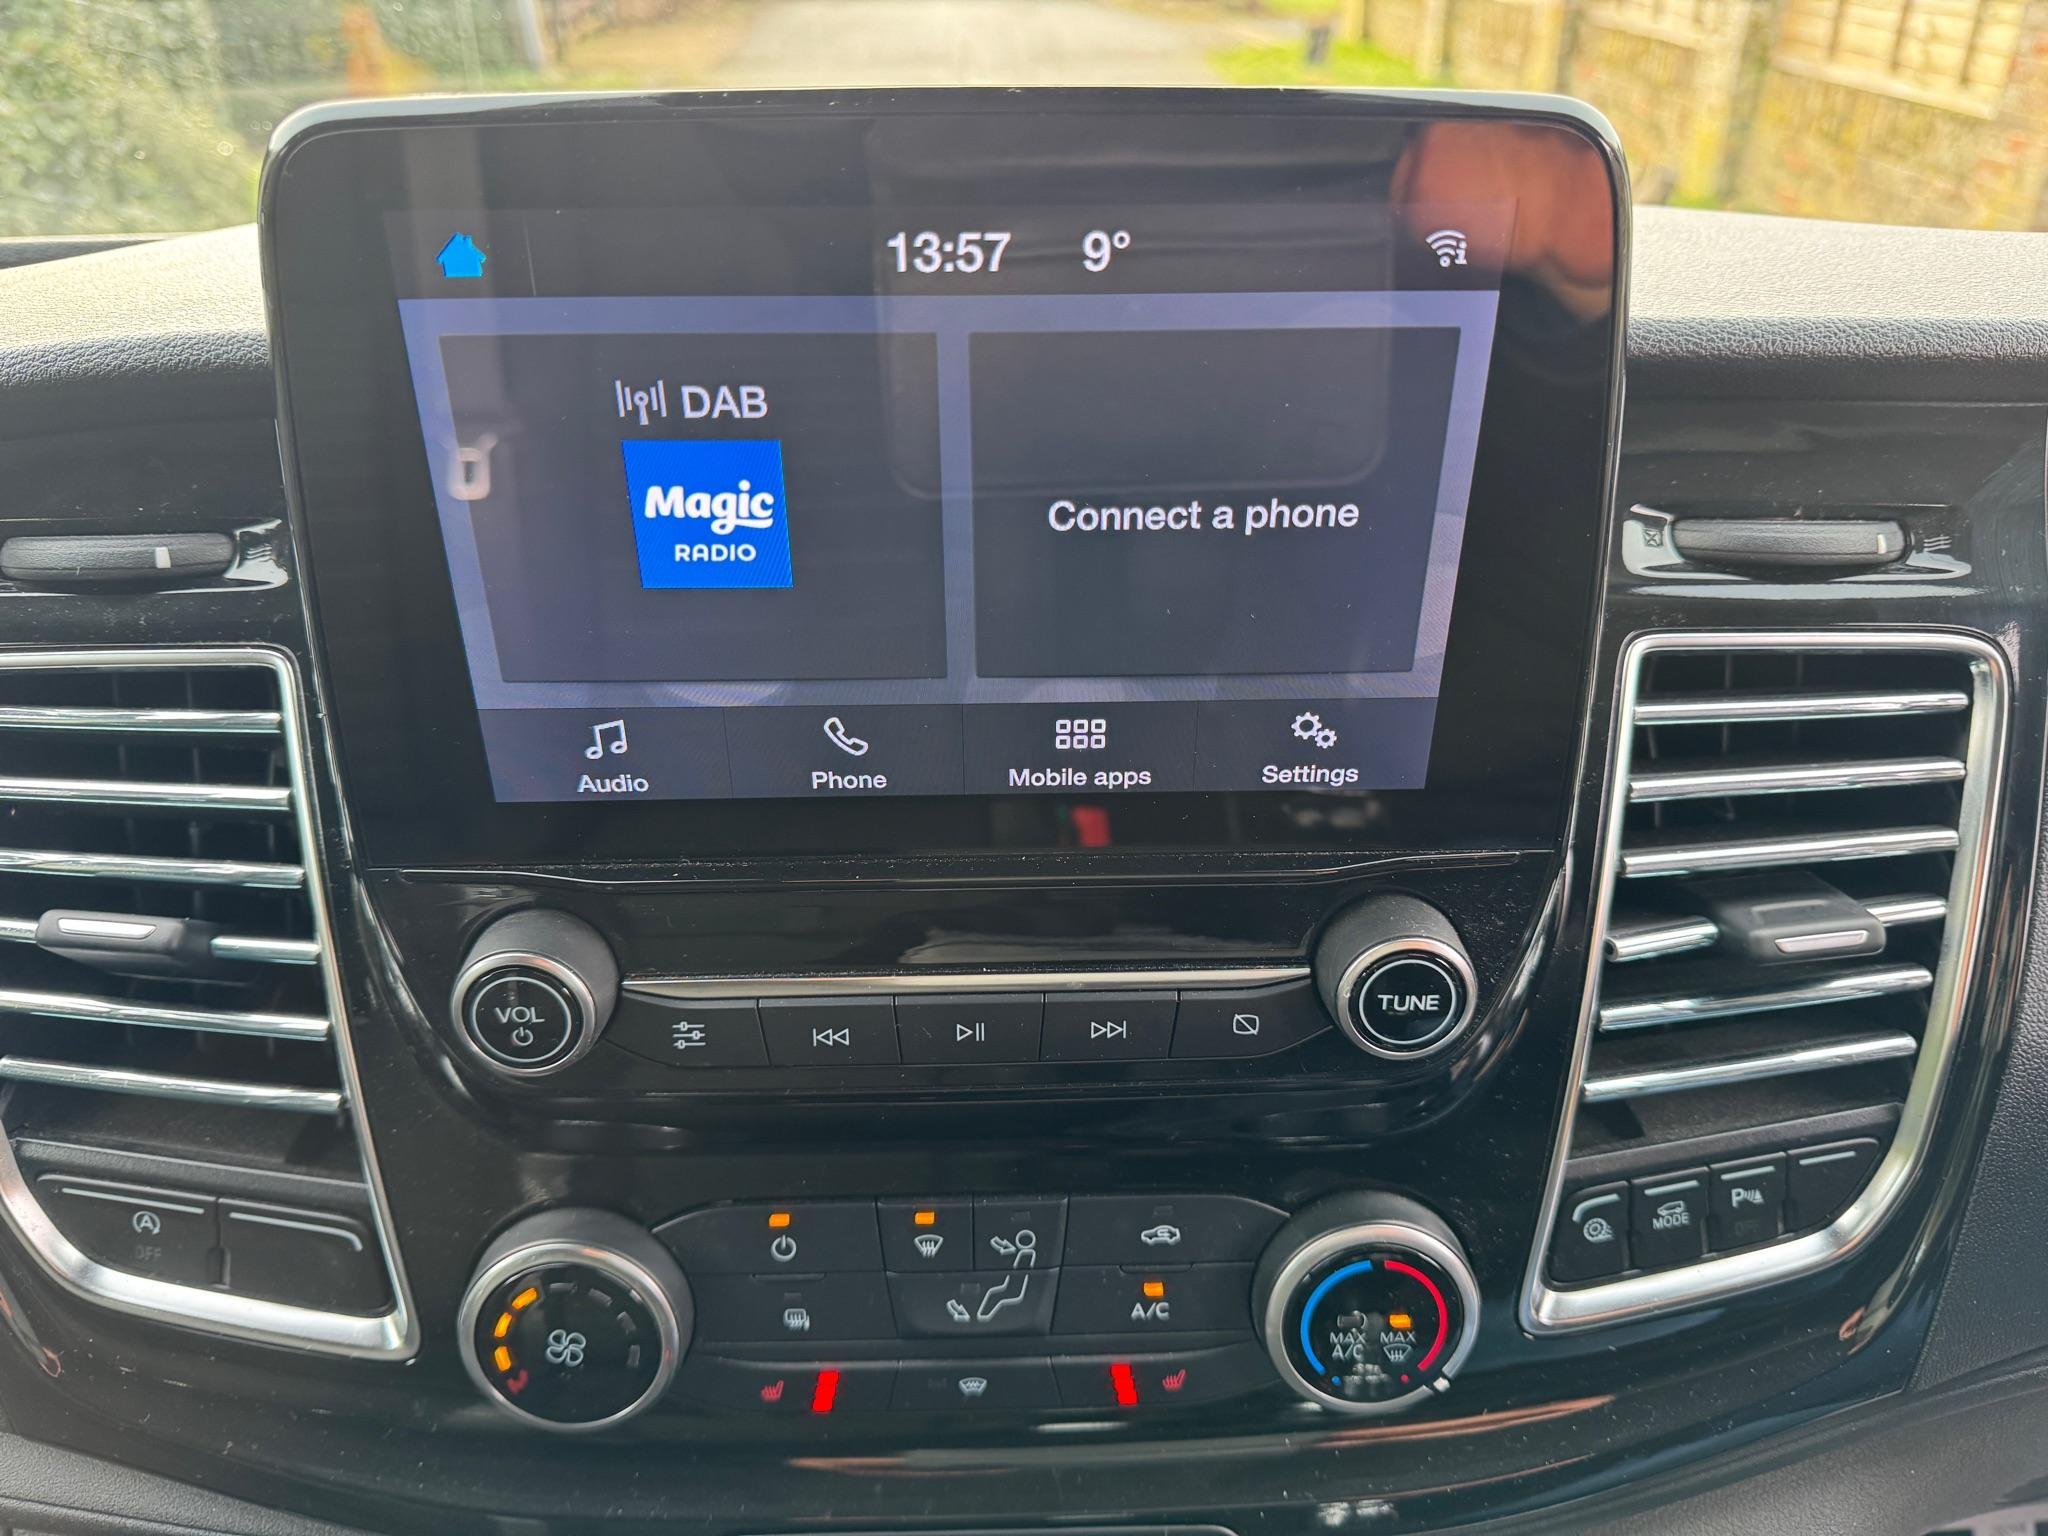 13:57 9°
DAB
Magic
RADIO
Connect a phone
Audio Phone Mobile apps Settings
VOL
TUNE
A
OFF
MODE
P
OFF
A/C
MAX
A/C
MAX